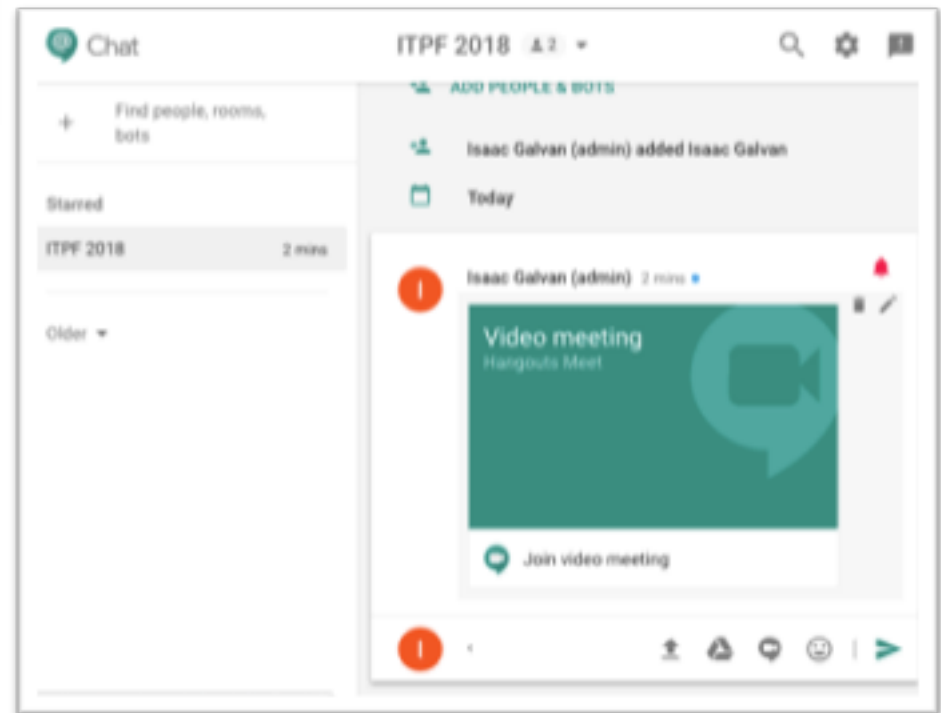 Chat
ITPF 2018 2
Find people, rooms,
bots
Starred
ITPF 2018 2 mins
Older
ADD PEOPLE & BOTS
Isaac Galvan (admin) added Isaac Galvan
Today
I
Isaac Galvan (admin) 2 mins
Video meeting
Hangouts Meet
Join video meeting
I